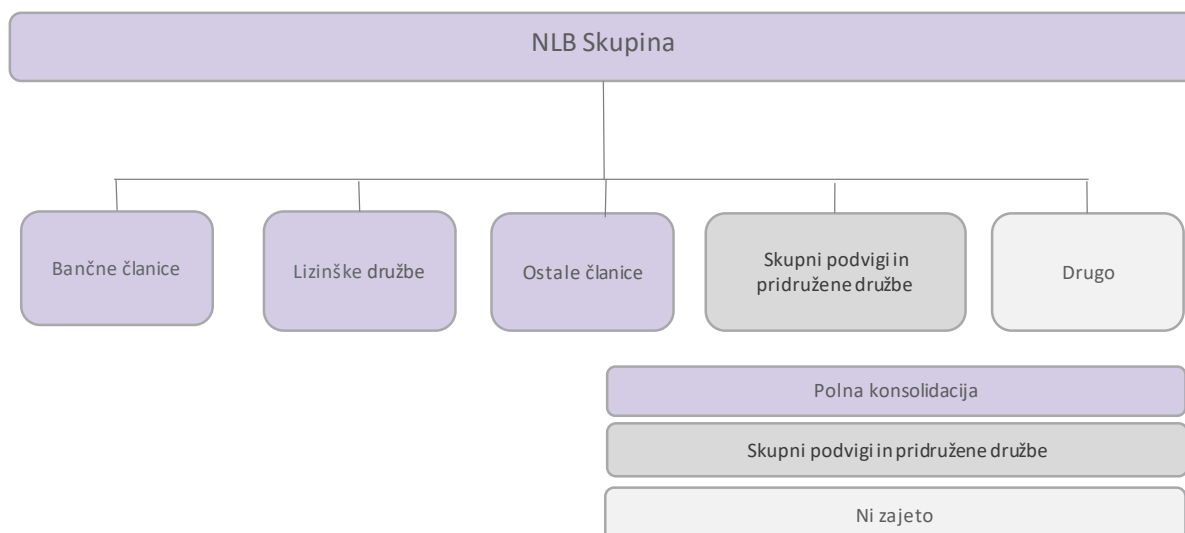 NLB Skupina
Bančne članice
Lizinške družbe
Ostale članice
Skupni podvigi in
pridružene družbe
Drugo
Polna konsolidacija
Skupni podvigi in pridružene družbe
Ni zajeto